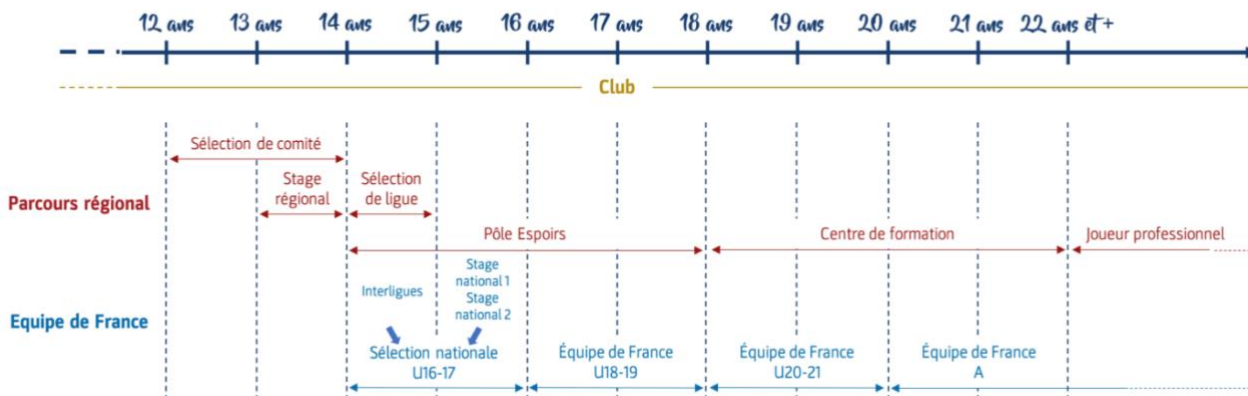 12 ans 13 ans 14 ans 15 ans 16 ans 17 ans 18 ans 19 ans 20 ans 21 ans 22 ans et +
Club
Sélection de comité
Stage
régional
Sélection
de ligue
Parcours régional
Pôle Espoirs
Centre de formation
Joueur professionnel
Interligues
Stage
national 1
Stage
national 2
Equipe de France
Sélection nationale
U16-17
Équipe de France
U18-19
Équipe de France
U20-21
Équipe de France
A